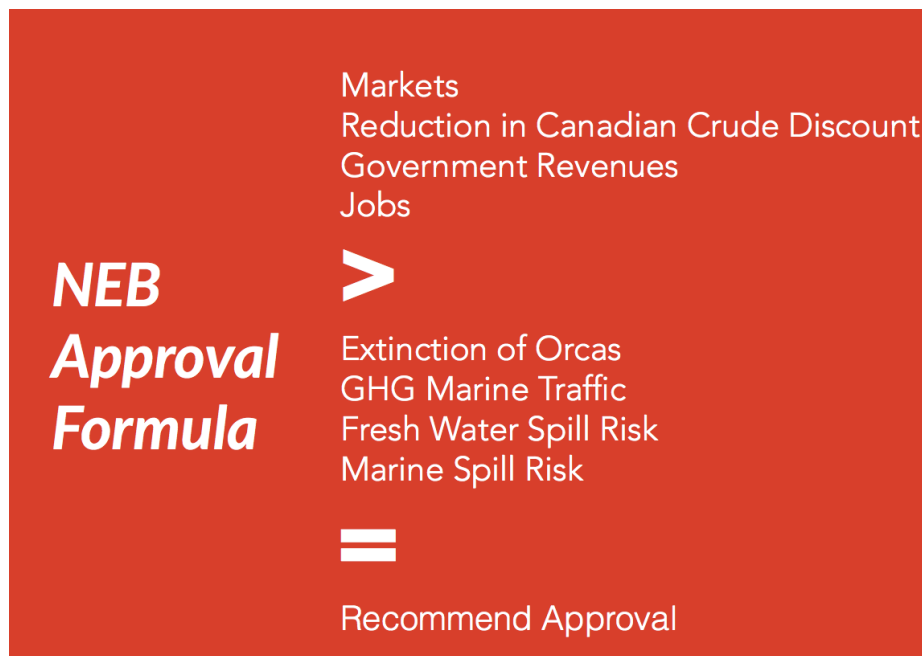 NEB
Approval
Formula
Markets
Reduction in Canadian Crude Discount
Government Revenues
Jobs
>
Extinction of Orcas
GHG Marine Traffic
Fresh Water Spill Risk
Marine Spill Risk
=
Recommend Approval